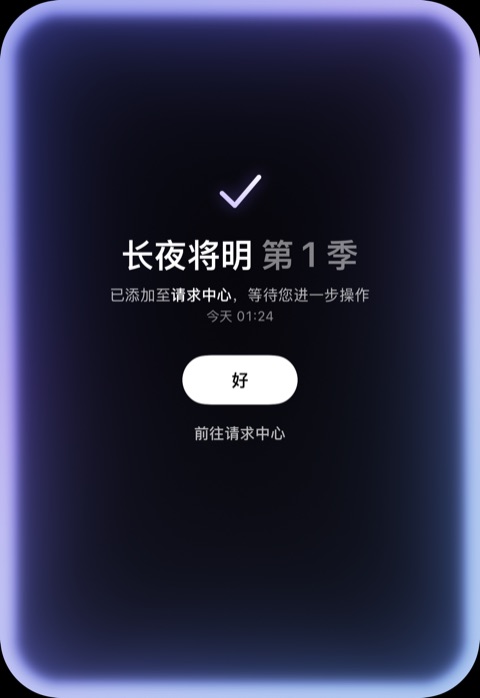 长夜将明 第 1 季
已添加至请求中心，等待您进一步操作
今天 01:24
好
前往请求中心